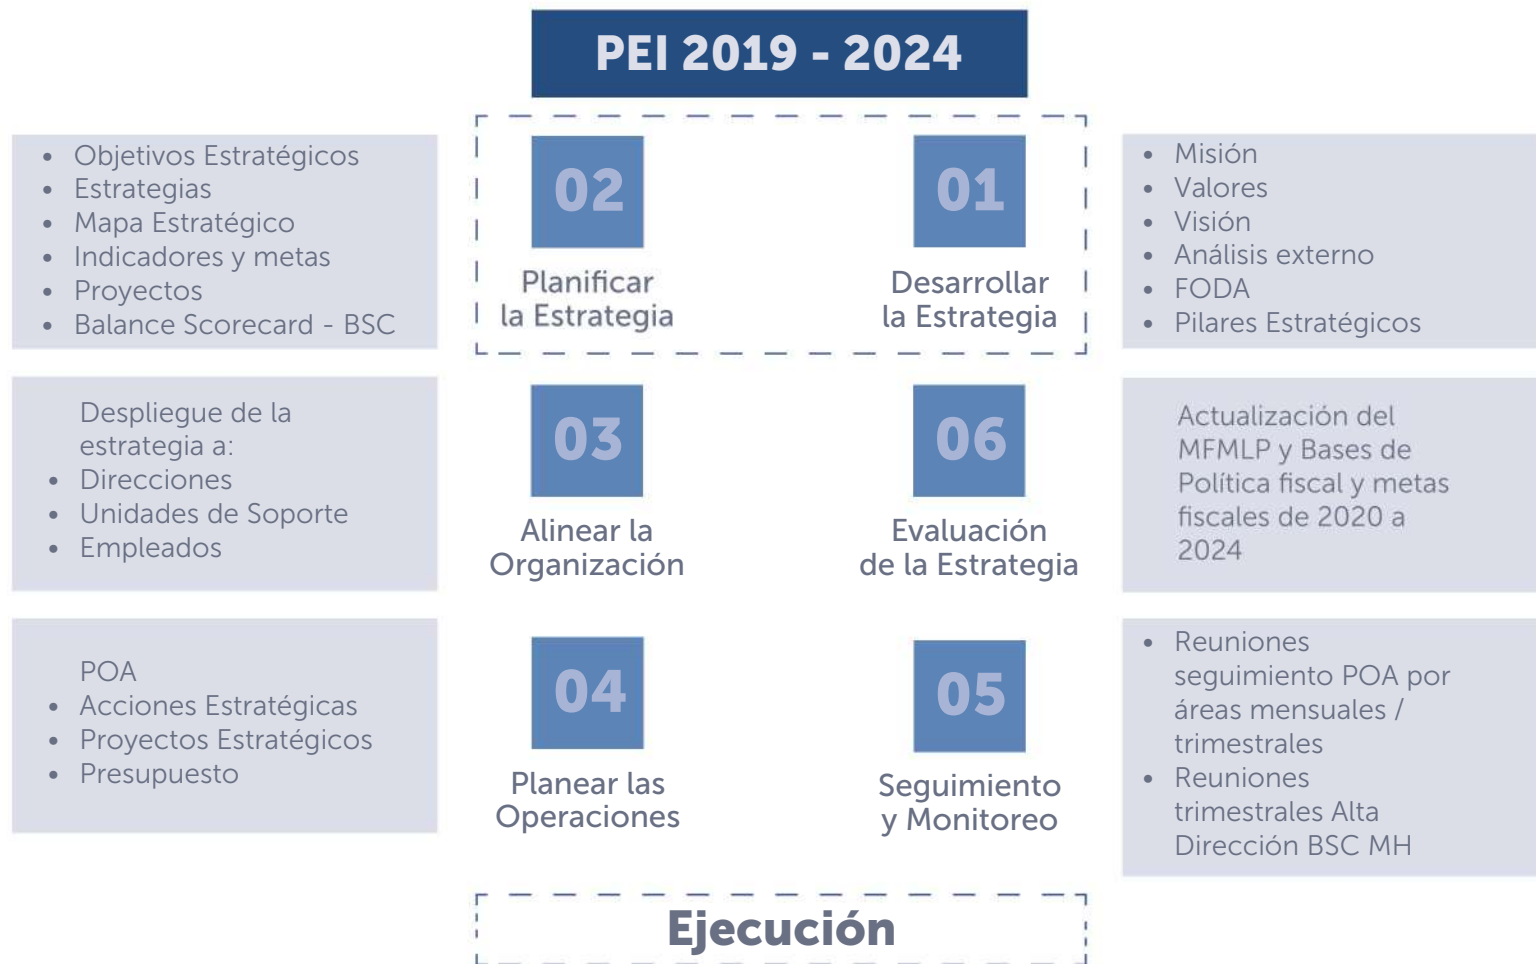 PEI 2019 - 2024
• Objetivos Estratégicos
• Estrategias
• Mapa Estratégico
• Indicadores y metas
• Proyectos
• Balance Scorecard - BSC
02
Planificar
la Estrategia
01
Desarrollar
la Estrategia
• Misión
• Valores
• Visión
• Análisis externo
• FODA
• Pilares Estratégicos
Despliegue de la
estrategia a:
• Direcciones
• Unidades de Soporte
• Empleados
03
Alinear la
Organización
06
Evaluación
de la Estrategia
Actualización del
MFMLP y Bases de
Política fiscal y metas
fiscales de 2020 a
2024
POA
• Acciones Estratégicas
• Proyectos Estratégicos
• Presupuesto
04
Planear las
Operaciones
05
Seguimiento
y Monitoreo
• Reuniones
seguimiento POA por
áreas mensuales /
trimestrales
• Reuniones
trimestrales Alta
Dirección BSC MH
Ejecución